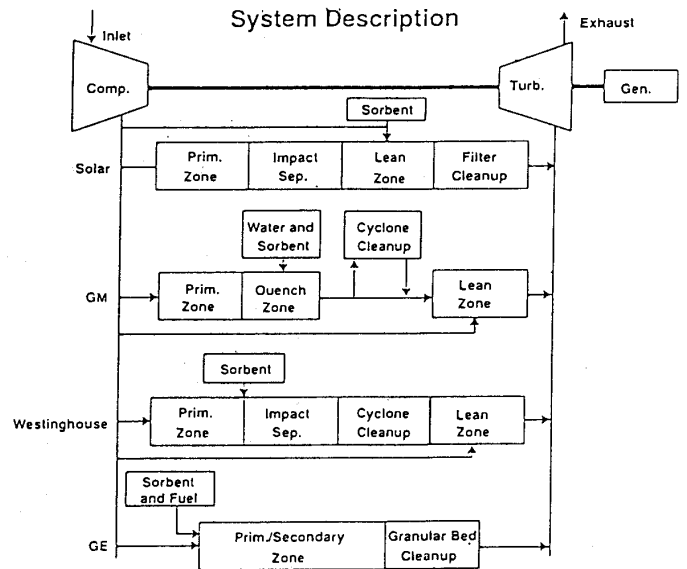 System Description
Inlet
Exhaust
Comp.
Turb.
Gen.
Sorbent
Solar
Prim.
Zone
Impact
Sep.
Lean
Zone
Filter
Cleanup
Water and
Sorbent
Cyclone
Cleanup
GM
Prim.
Zone
Quench
Zone
Lean
Zone
Sorbent
Westinghouse
Prim.
Zone
Impact
Sep.
Cyclone
Cleanup
Lean
Zone
Sorbent
and Fuel
GE
Prim./Secondary
Zone
Granular Bed
Cleanup